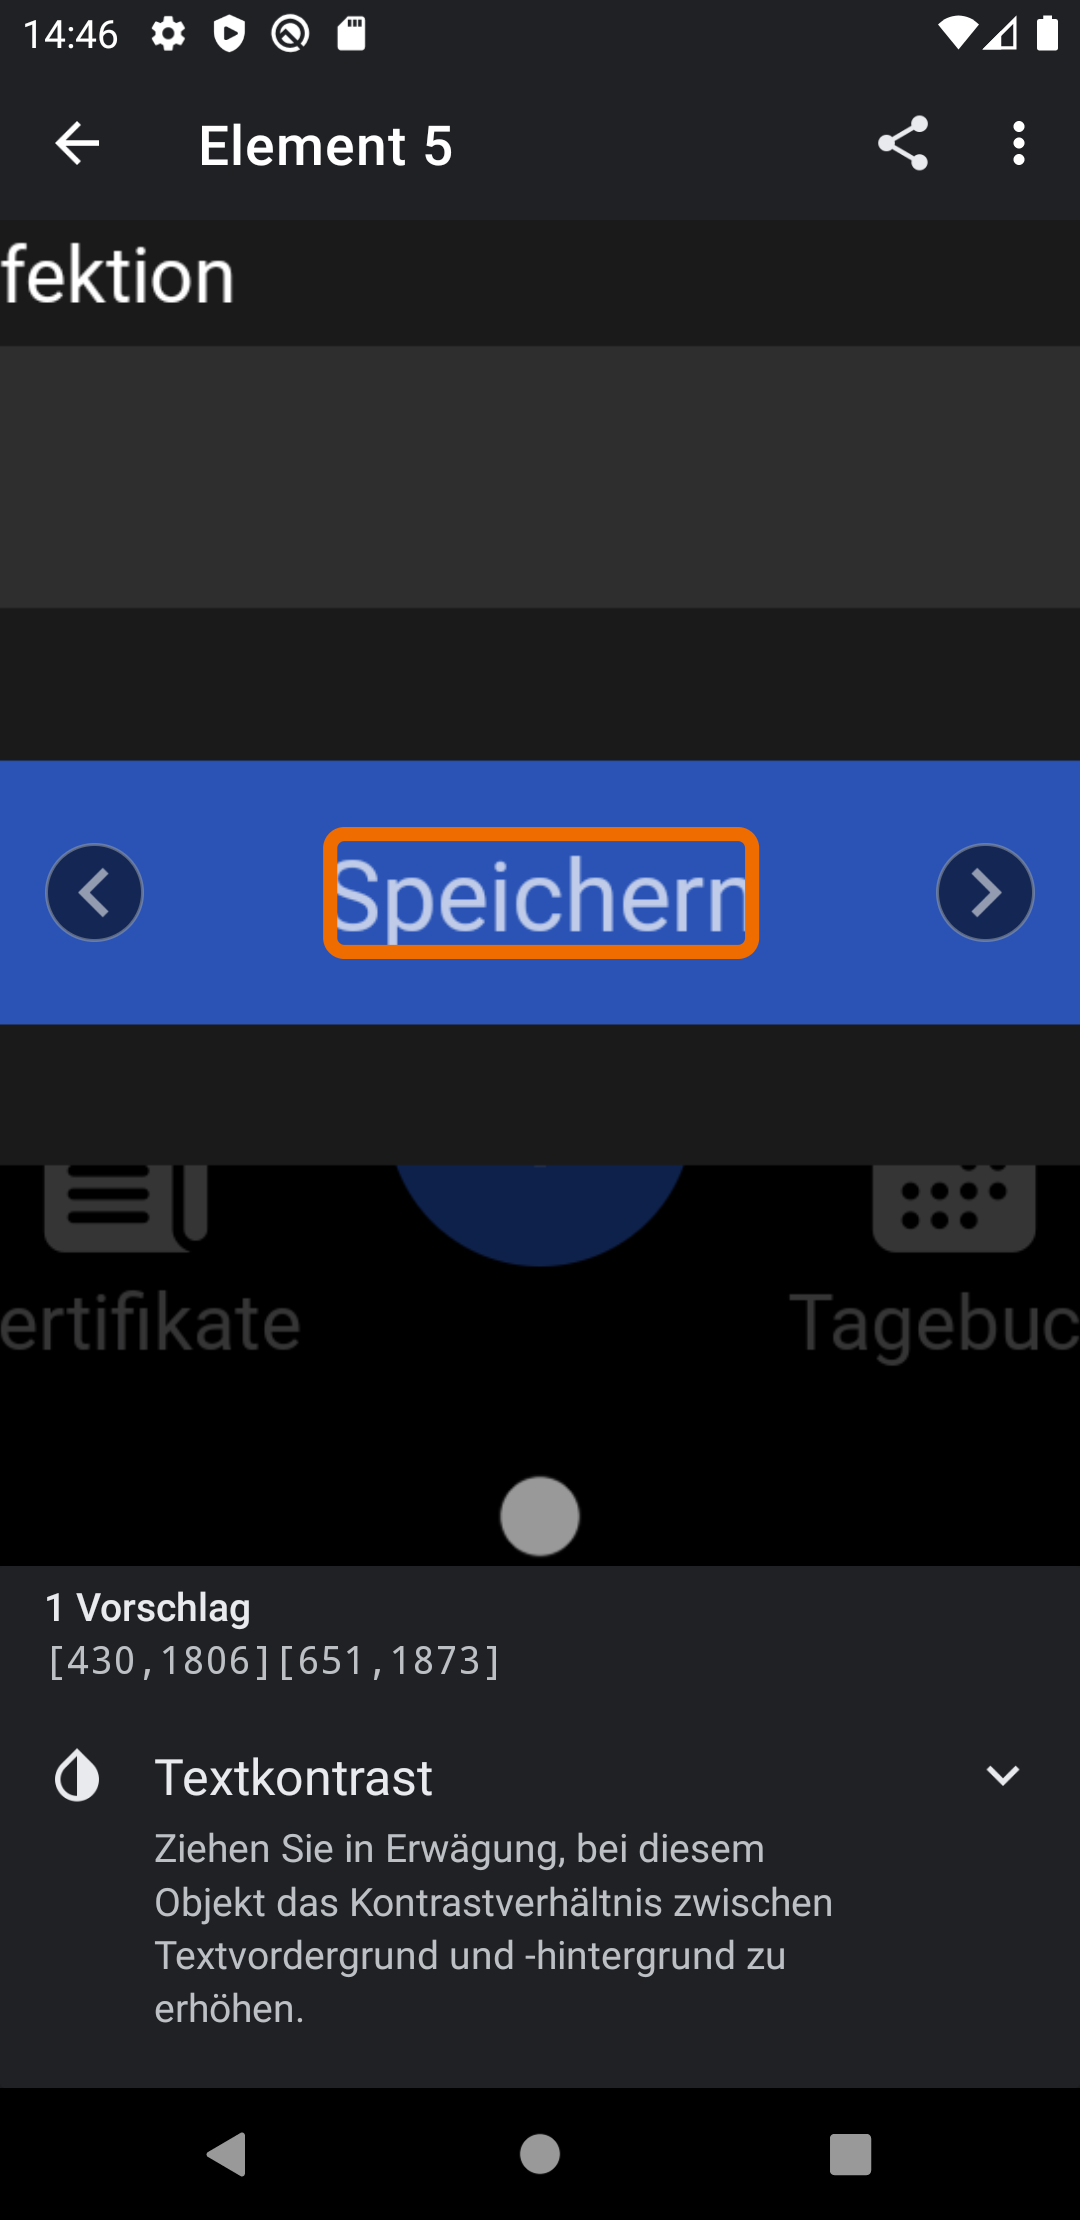 14:46
Element 5
fektion
Speichern
ertifikate
Tagebuc
1 Vorschlag
[430,1806][651,1873]
Textkontrast
Ziehen Sie in Erwägung, bei diesem
Objekt das Kontrastverhältnis zwischen
Textvordergrund und -hintergrund zu
erhöhen.